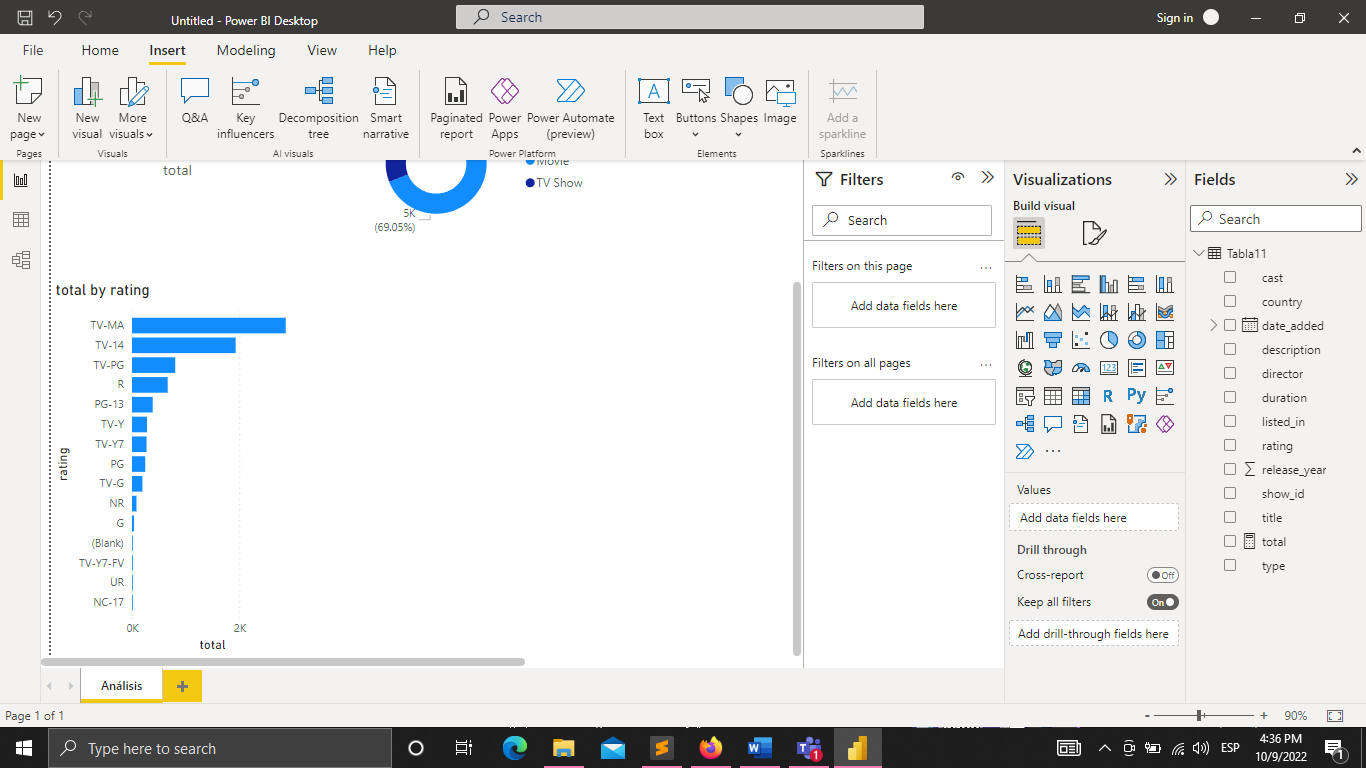 Untitled - Power BI Desktop
Search
Sign in
File
Home
Insert
Modeling
View
Help
New page
New visual
More visuals
Q&A
Key influencers
Decomposition tree
Smart narrative
Paginated report
Power Apps
Power Automate (preview)
Text box
Buttons
Shapes
Image
Add a sparkline
Pages
Visuals
AI visuals
Power Platform
Elements
Sparklines
total
Movie
TV Show
5K
(69.05%)
total by rating
rating
TV-MA
TV-14
TV-PG
R
PG-13
TV-Y
TV-Y7
PG
TV-G
NR
G
(Blank)
TV-Y7-FV
UR
NC-17
0K
2K
total
Filters
Search
Filters on this page
...
Add data fields here
Filters on all pages
...
Add data fields here
Visualizations
Build visual
123
R
Py
...
Values
Add data fields here
Drill through
Cross-report
Off
Keep all filters
On
Add drill-through fields here
Fields
Search
Tabla11
cast
country
date_added
description
director
duration
listed_in
rating
release_year
show_id
title
total
type
Análisis
Page 1 of 1
- + 90%
Type here to search
1
ESP
4:36 PM
10/9/2022
1